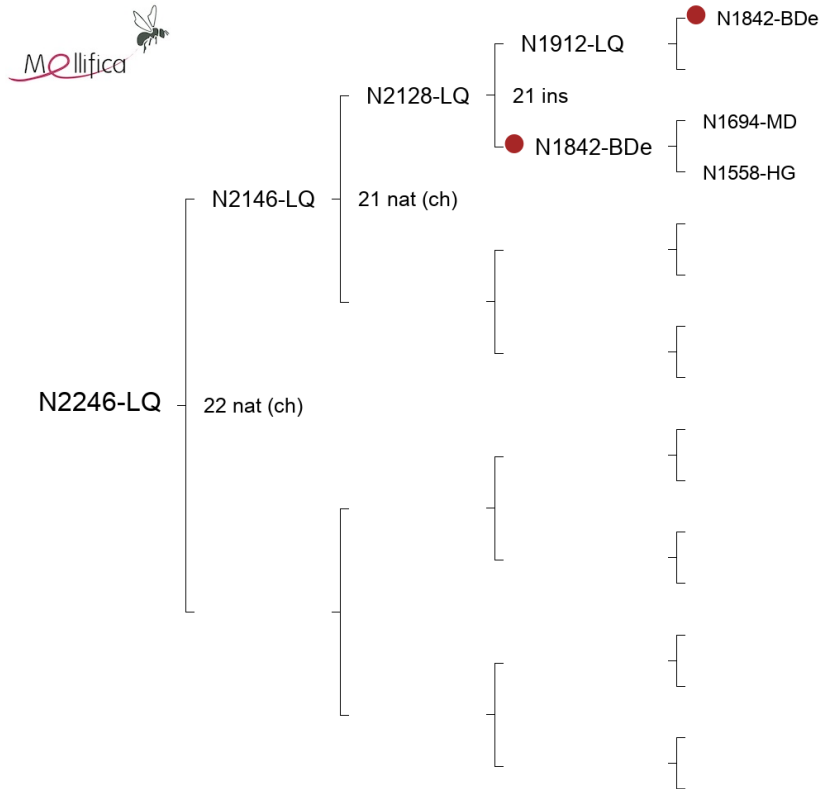 Mellifica
N1842-BDe
N1912-LQ
N2128-LQ
21 ins
N1694-MD
N1842-BDe
N1558-HG
N2146-LQ
21 nat (ch)
N2246-LQ
22 nat (ch)